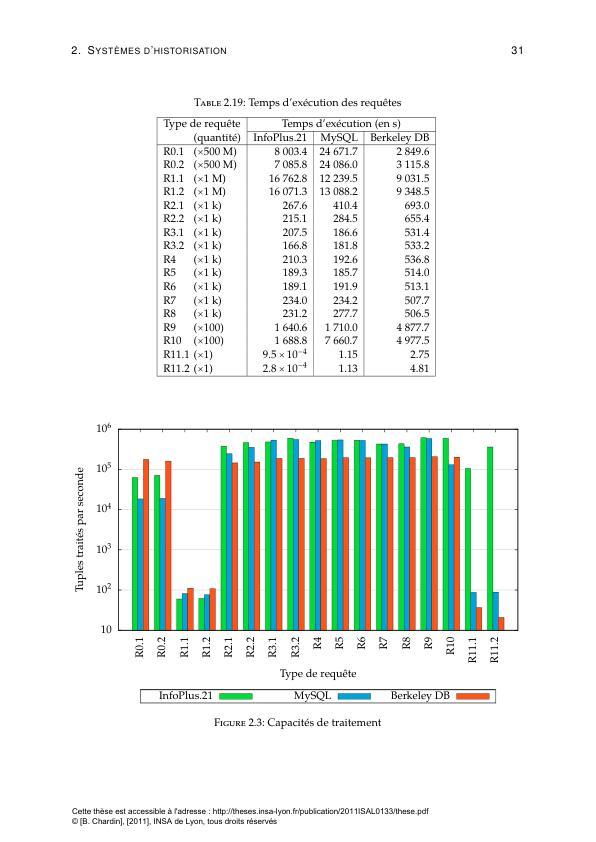 2. SYSTÈMES D'HISTORISATION 31
TABLE 2.19: Temps d'exécution des requêtes
Type de requête Temps d'exécution (en s)
(quantité) InfoPlus.21 MySQL Berkeley DB
R0.1 (×500 M) 8 003.4 24 671.7 2 849.6
R0.2 (×500 M) 7 085.8 24 086.0 3 115.8
R1.1 (×1 M) 16 762.8 12 239.5 9 031.5
R1.2 (×1 M) 16 071.3 13 088.2 9 348.5
R2.1 (×1 k) 267.6 410.4 693.0
R2.2 (×1 k) 215.1 284.5 655.4
R3.1 (×1 k) 207.5 186.6 531.4
R3.2 (×1 k) 166.8 181.8 533.2
R4 (×1 k) 210.3 192.6 536.8
R5 (×1 k) 189.3 185.7 514.0
R6 (×1 k) 189.1 191.9 513.1
R7 (×1 k) 234.0 234.2 507.7
R8 (×1 k) 231.2 277.7 506.5
R9 (×100) 1 640.6 1 710.0 4 877.7
R10 (×100) 1 688.8 7 660.7 4 977.5
R11.1 (×1) 9.5 × 10⁻⁴ 1.15 2.75
R11.2 (×1) 2.8 × 10⁻⁴ 1.13 4.81
Tuples traités par seconde
10⁶
10⁵
10⁴
10³
10²
10
R0.1 R0.2 R1.1 R1.2 R2.1 R2.2 R3.1 R3.2 R4 R5 R6 R7 R8 R9 R10 R11.1 R11.2
Type de requête
InfoPlus.21 MySQL Berkeley DB
FIGURE 2.3: Capacités de traitement
Cette thèse est accessible à l'adresse : http://theses.insa-lyon.fr/publication/2011ISAL0133/these.pdf
© [B. Chardin], [2011], INSA de Lyon, tous droits réservés